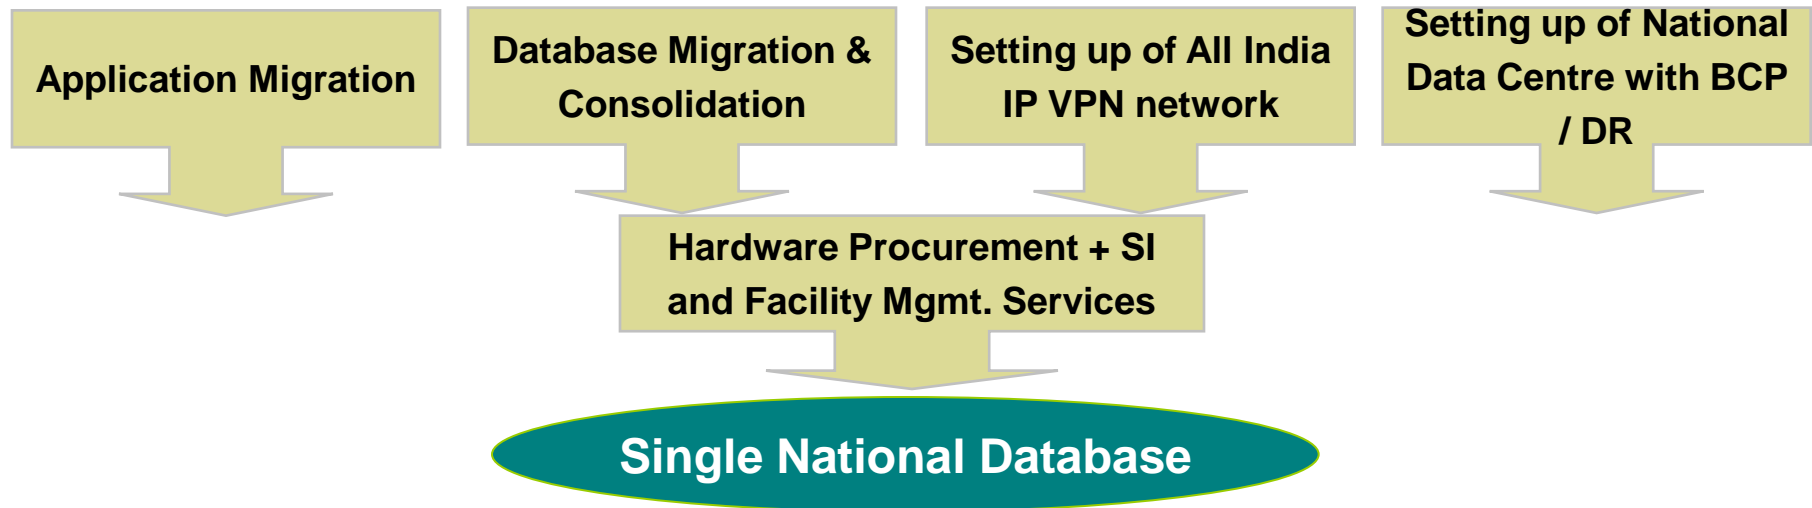 Application Migration
Database Migration &
Consolidation
Setting up of All India
IP VPN network
Setting up of National
Data Centre with BCP
/ DR
Hardware Procurement + SI
and Facility Mgmt. Services
Single National Database